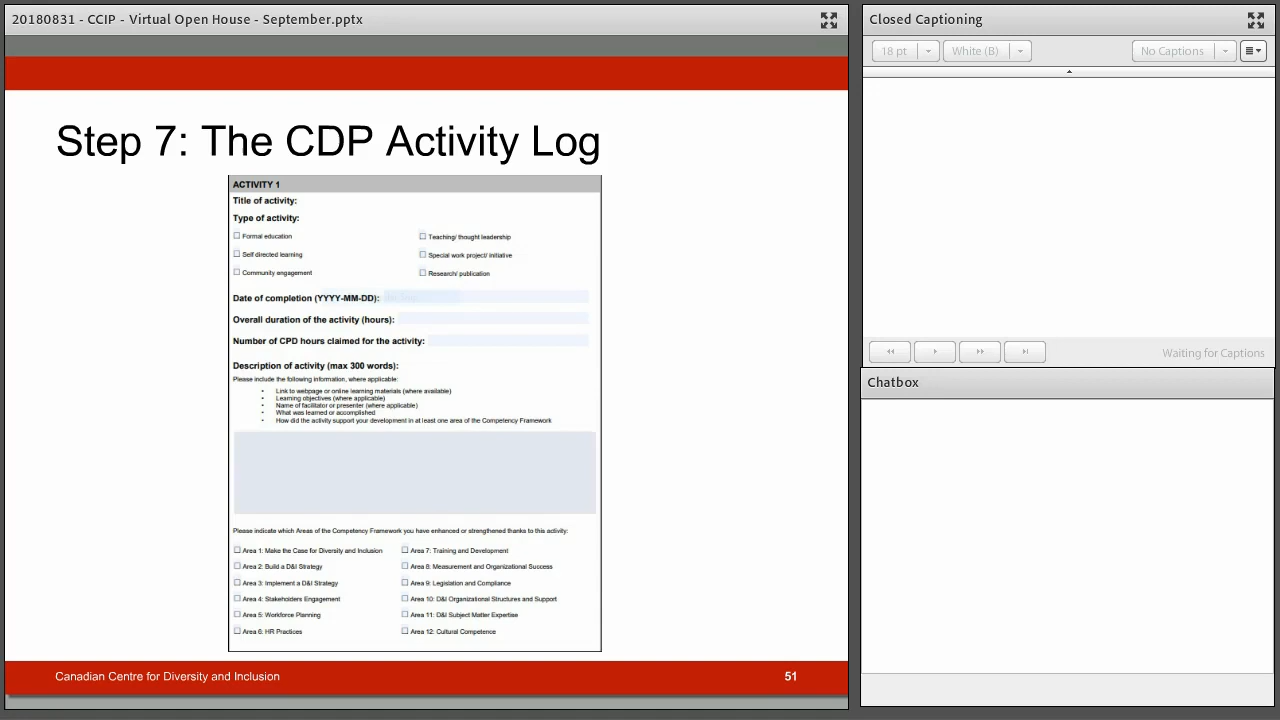 20180831 - CCIP - Virtual Open House - September.pptx
Step 7: The CDP Activity Log
ACTIVITY 1
Title of activity:
Type of activity:
Formal education
Teaching/ thought leadership
Self directed learning
Special work project/ initiative
Community engagement
Research/ publication
Date of completion (YYYY-MM-DD):
Overall duration of the activity (hours):
Number of CPD hours claimed for the activity:
Description of activity (max 300 words):
Please include the following information, where applicable:
• Link to webpage or online learning materials (where available)
• Learning objectives (where applicable)
• Name of facilitator or presenter (where applicable)
• What was learned or accomplished
• How did the activity support your development in at least one area of the Competency Framework
Please indicate which Areas of the Competency Framework you have enhanced or strengthened thanks to this activity:
Area 1: Make the Case for Diversity and Inclusion
Area 7: Training and Development
Area 2: Build a D&I Strategy
Area 8: Measurement and Organizational Success
Area 3: Implement a D&I Strategy
Area 9: Legislation and Compliance
Area 4: Stakeholders Engagement
Area 10: D&I Organizational Structures and Support
Area 5: Workforce Planning
Area 11: D&I Subject Matter Expertise
Area 6: HR Practices
Area 12: Cultural Competence
Canadian Centre for Diversity and Inclusion
51
Closed Captioning
18 pt
White (B)
No Captions
Waiting for Captions
Chatbox